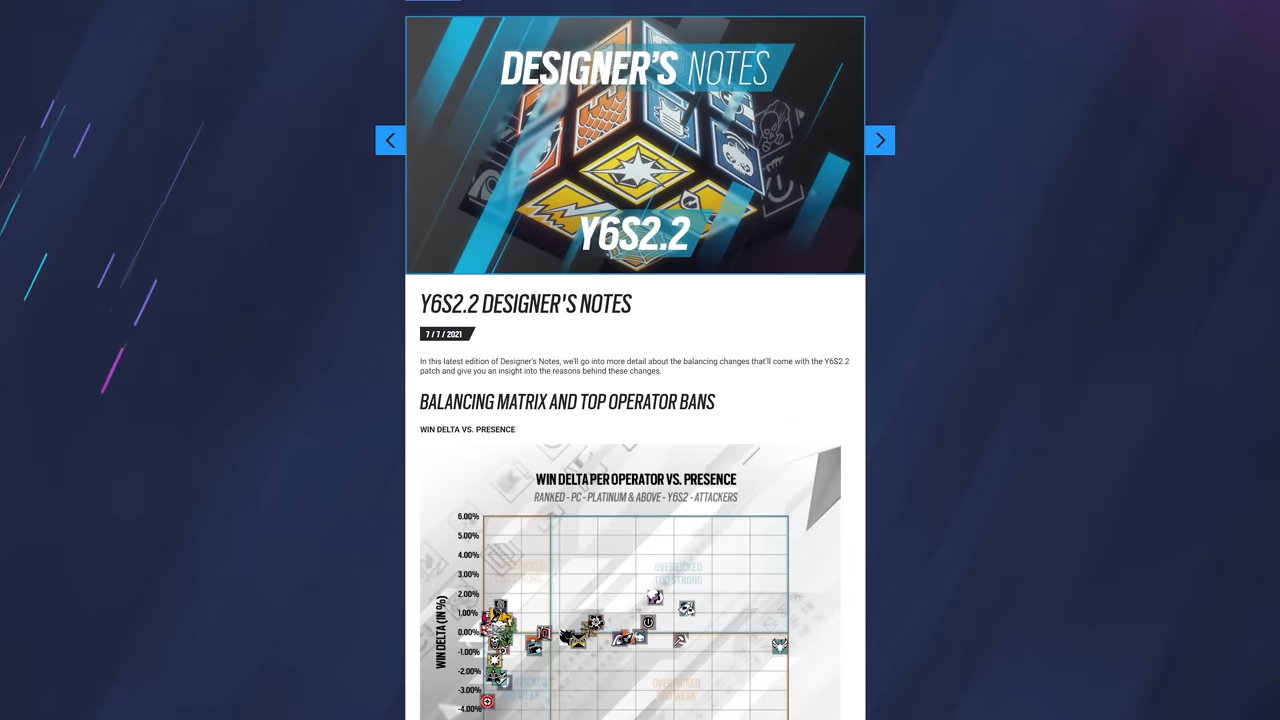 DESIGNER'S NOTES
Y6S2.2
Y6S2.2 DESIGNER'S NOTES
7 / 7 / 2021
In this latest edition of Designer's Notes, we'll go into more detail about the balancing changes that'll come with the Y6S2.2
patch and give you an insight into the reasons behind these changes.
BALANCING MATRIX AND TOP OPERATOR BANS
WIN DELTA VS. PRESENCE
WIN DELTA PER OPERATOR VS. PRESENCE
RANKED - PC - PLATINUM & ABOVE - Y6S2 - ATTACKERS
WIN DELTA (IN %)
6.00%
5.00%
4.00%
3.00%
2.00%
1.00%
0.00%
-1.00%
-2.00%
-3.00%
-4.00%
OVERPICKED
TOO STRONG
OVERPICKED
TOO WEAK